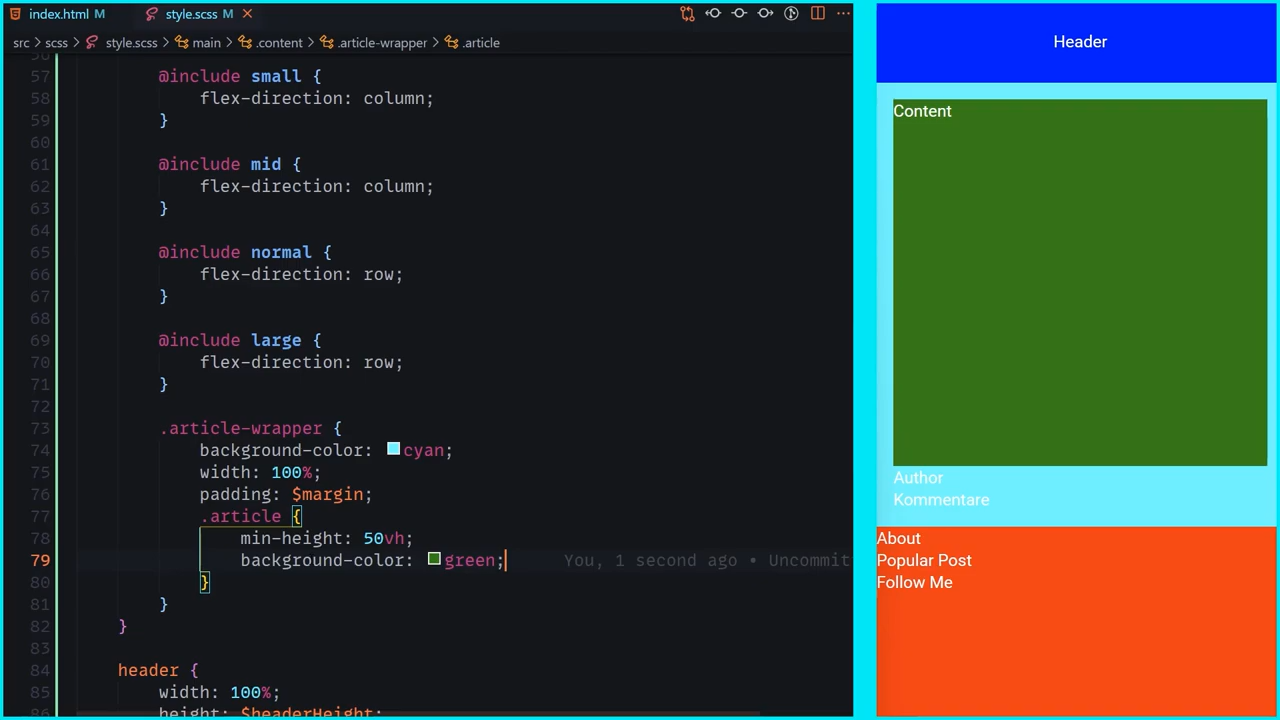 index.html M
style.scss M
src > scss > style.scss > main > .content > .article-wrapper > .article
56
57 @include small {
58 flex-direction: column;
59 }
60
61 @include mid {
62 flex-direction: column;
63 }
64
65 @include normal {
66 flex-direction: row;
67 }
68
69 @include large {
70 flex-direction: row;
71 }
72
73 .article-wrapper {
74 background-color: cyan;
75 width: 100%;
76 padding: $margin;
77 .article {
78 min-height: 50vh;
79 background-color: green; You, 1 second ago • Uncommit
80 }
81 }
82 }
83
84 header {
85 width: 100%;
86 height: $headerHeight;
Header
Content
Author
Kommentare
About
Popular Post
Follow Me